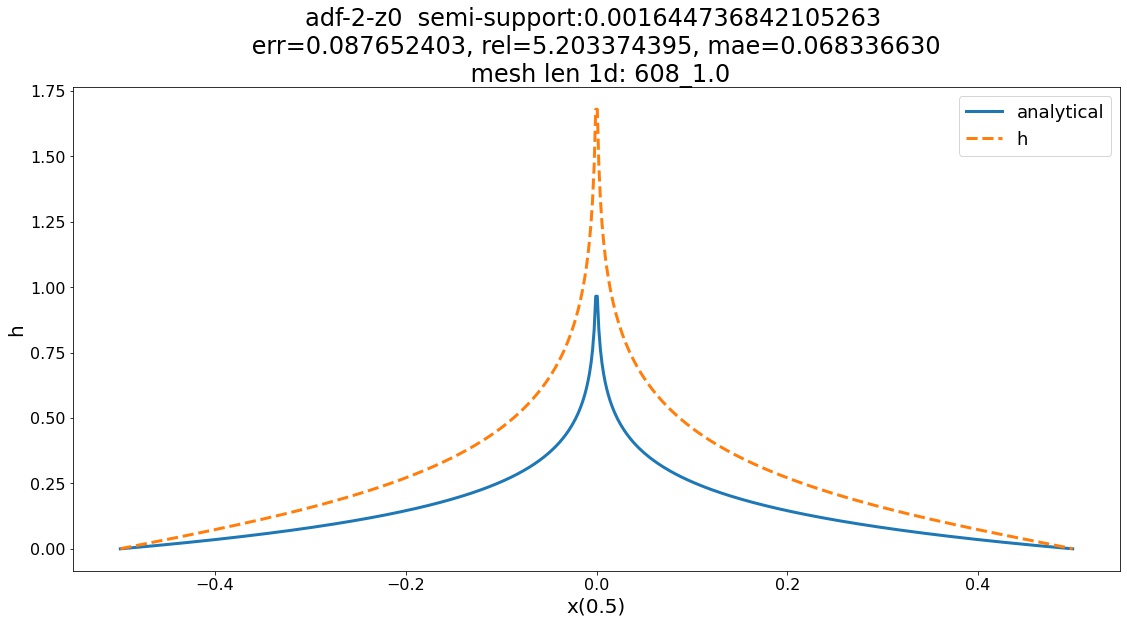 adf-2-z0  semi-support:0.001644736842105263
err=0.087652403, rel=5.203374395, mae=0.068336630
mesh len 1d: 608_1.0
1.75
1.50
1.25
1.00
0.75
0.50
0.25
0.00
h
analytical
h
−0.4
−0.2
0.0
0.2
0.4
x(0.5)